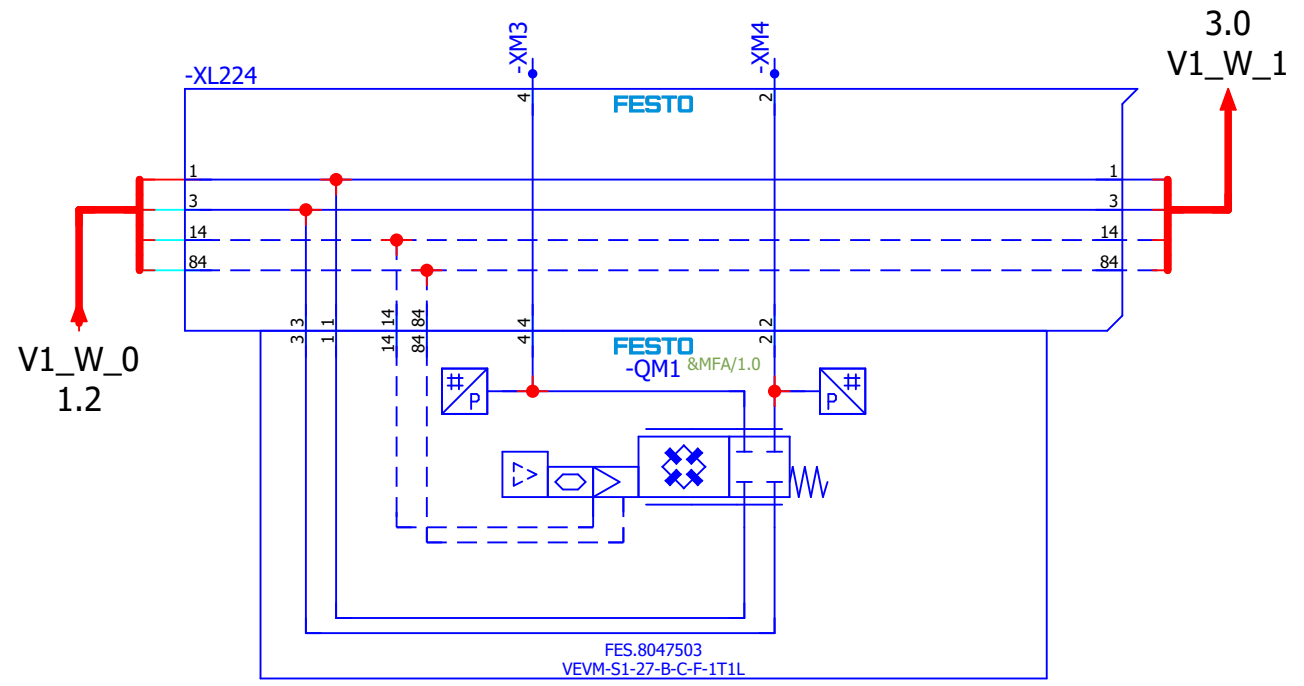 3.0
V1_W_1
-XM3
-XM4
-XL224
4
FESTO
2
1
1
3
3
14
14
84
84
3
1
14
84
4
2
3
1
14
84
4
2
V1_W_0
1.2
FESTO
-QM1
&MFA/1.0
#
P
#
P
FES.8047503
VEVM-S1-27-B-C-F-1T1L